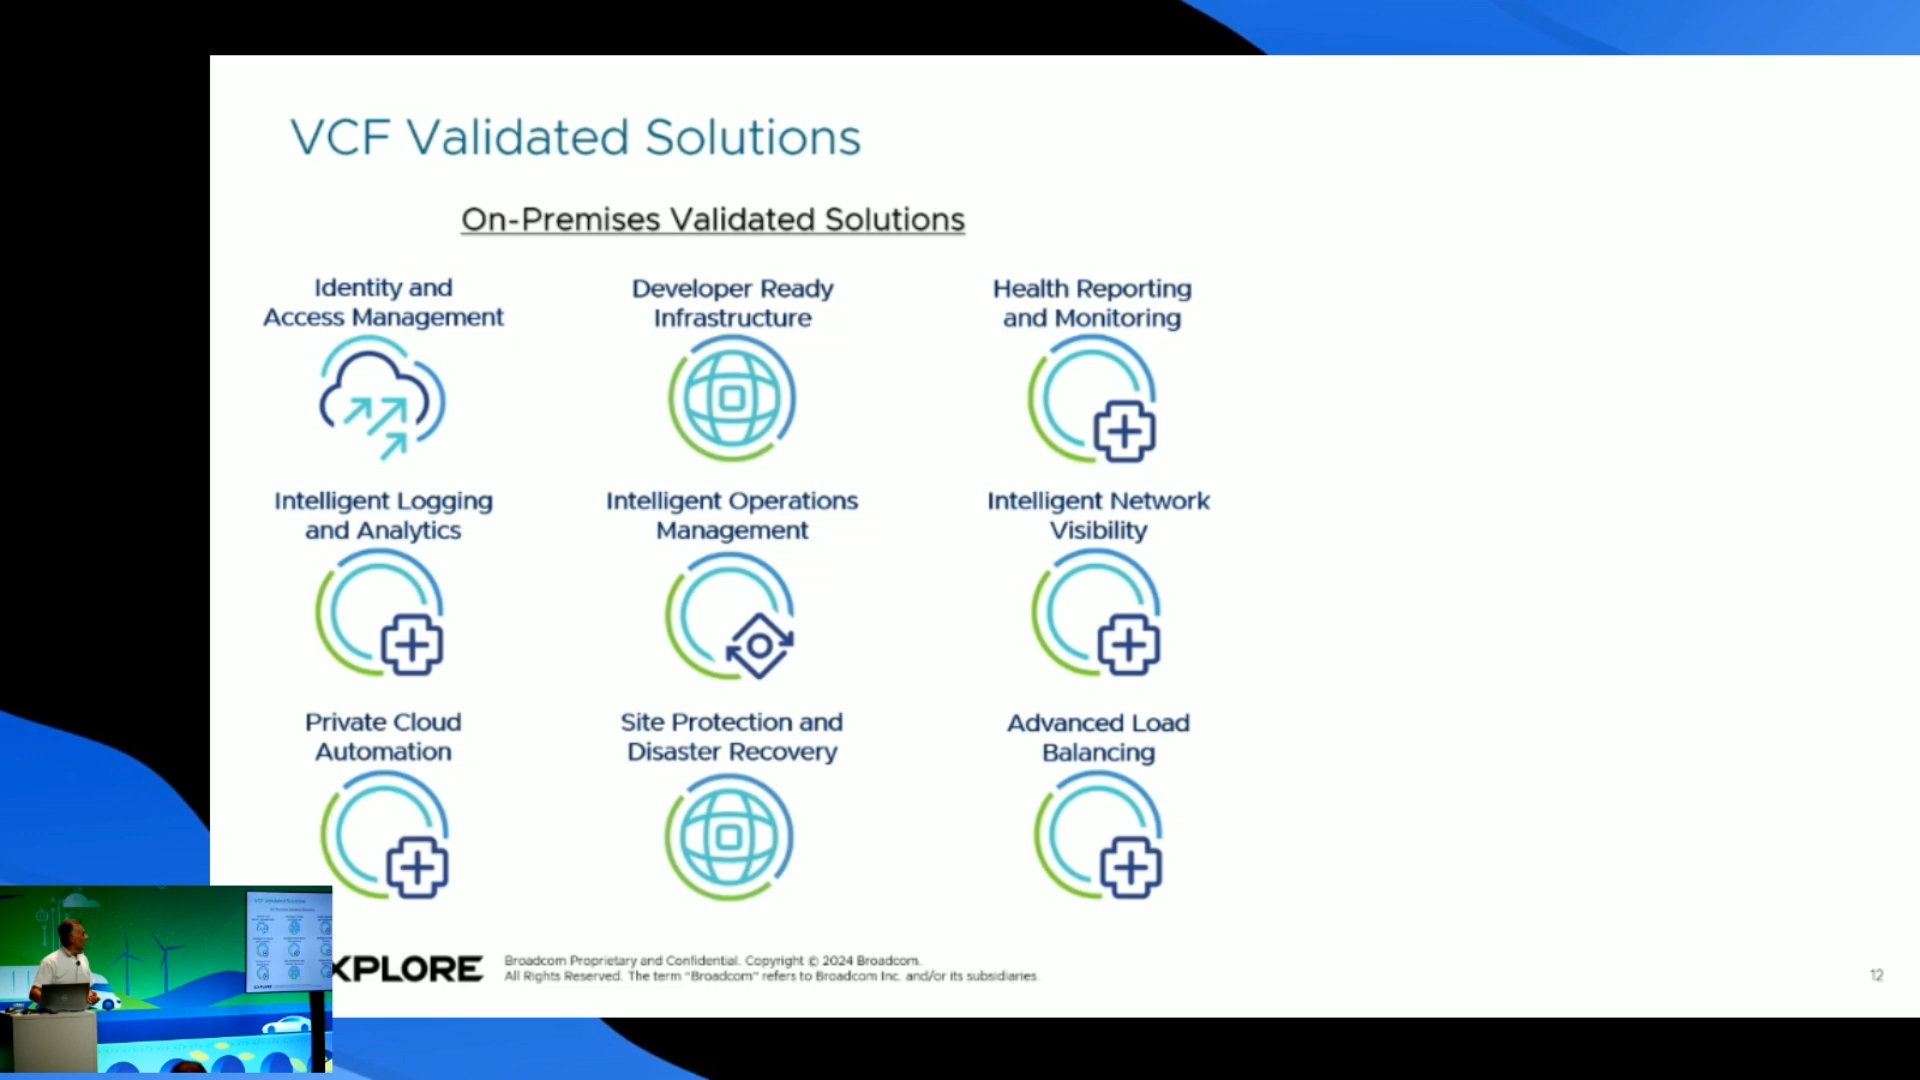 VCF Validated Solutions
On-Premises Validated Solutions
Identity and
Access Management
Developer Ready
Infrastructure
Health Reporting
and Monitoring
Intelligent Logging
and Analytics
Intelligent Operations
Management
Intelligent Network
Visibility
Private Cloud
Automation
Site Protection and
Disaster Recovery
Advanced Load
Balancing
XPLORE
Broadcom Proprietary and Confidential. Copyright © 2024 Broadcom.
All Rights Reserved. The term "Broadcom" refers to Broadcom Inc. and/or its subsidiaries.
12